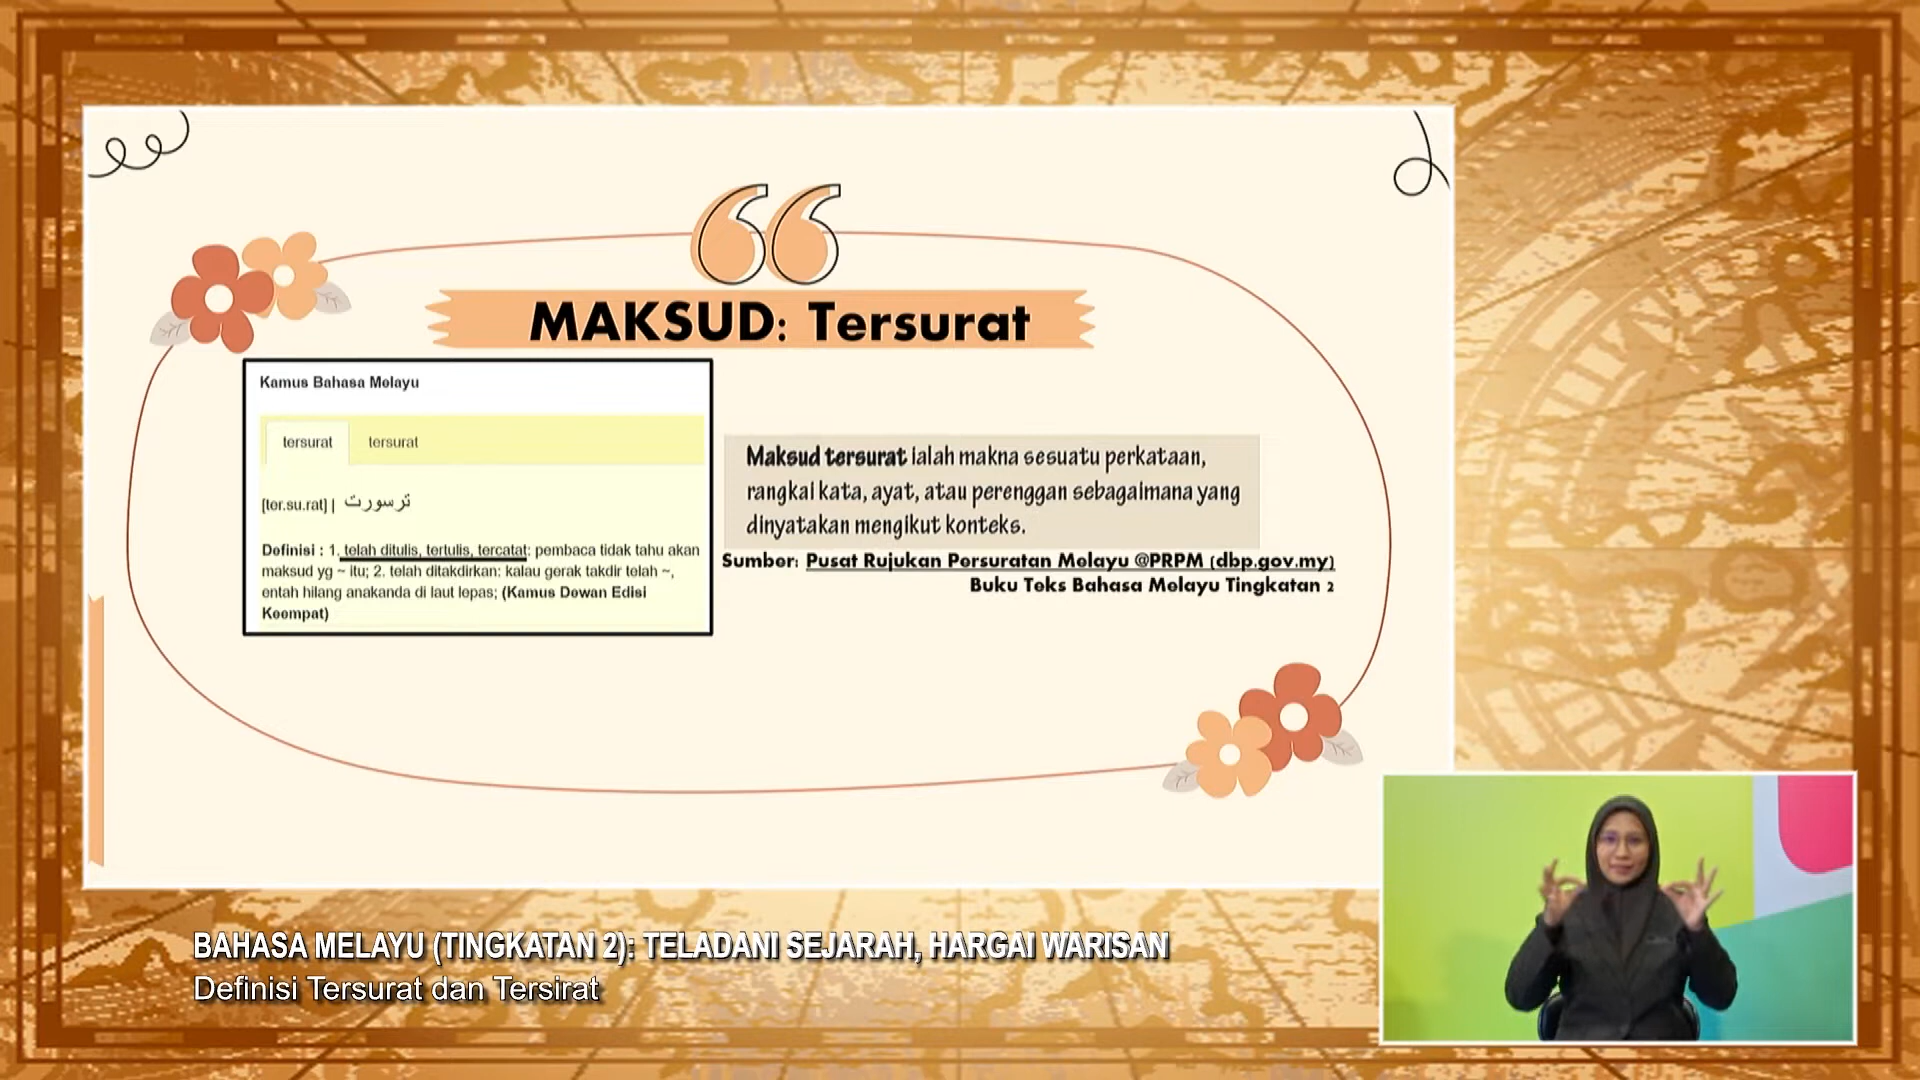 MAKSUD: Tersurat
Kamus Bahasa Melayu
tersurat tersurat
[ter.su.rat] | ترسورت
Definisi : 1. telah ditulis, tertulis, tercatat: pembaca tidak tahu akan
maksud yg ~ itu; 2. telah ditakdirkan: kalau gerak takdir telah ~,
entah hilang anakanda di laut lepas; (Kamus Dewan Edisi
Keempat)
Maksud tersurat ialah makna sesuatu perkataan,
rangkai kata, ayat, atau perenggan sebagaimana yang
dinyatakan mengikut konteks.
Sumber: Pusat Rujukan Persuratan Melayu @PRPM (dbp.gov.my)
Buku Teks Bahasa Melayu Tingkatan 2
BAHASA MELAYU (TINGKATAN 2): TELADANI SEJARAH, HARGAI WARISAN
Definisi Tersurat dan Tersirat